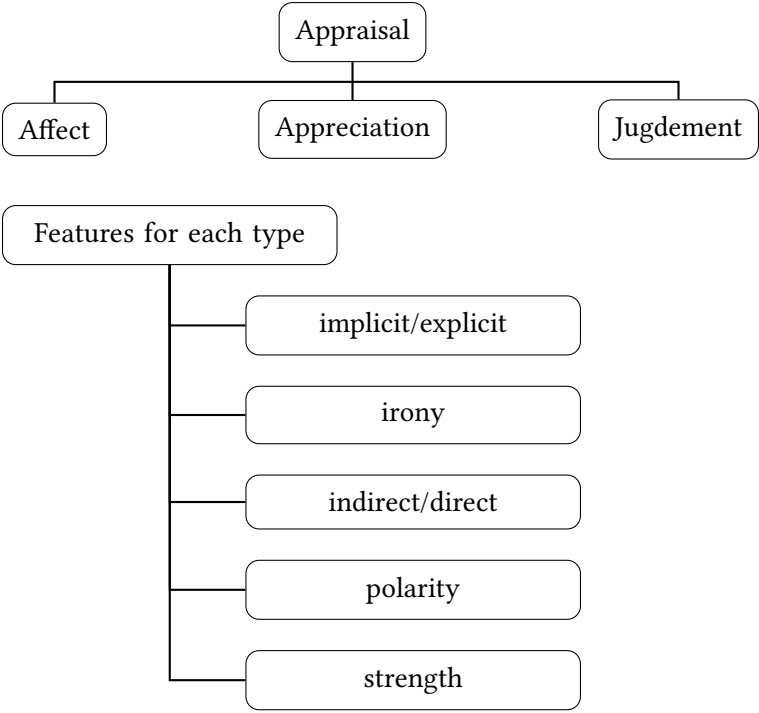 Appraisal
Affect
Appreciation
Jugdement
Features for each type
implicit/explicit
irony
indirect/direct
polarity
strength